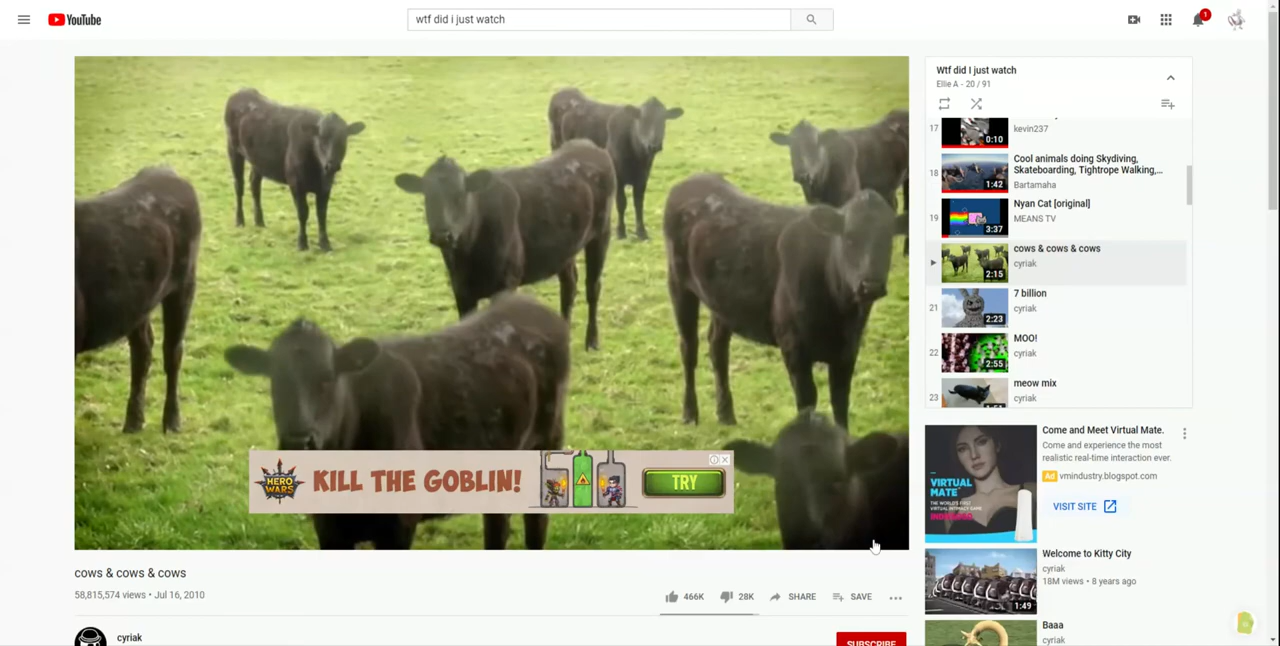 YouTube
wtf did i just watch
1
Wtf did I just watch
Ellie A - 20 / 91
17
0:10
kevin237
18
1:42
Cool animals doing Skydiving,
Skateboarding, Tightrope Walking,...
Bartamaha
19
3:37
Nyan Cat [original]
MEANS TV
2:15
cows & cows & cows
cyriak
21
2:23
7 billion
cyriak
22
2:55
MOO!
cyriak
23
meow mix
cyriak
HERO
WARS
KILL THE GOBLIN!
TRY
cows & cows & cows
58,815,574 views • Jul 16, 2010
466K
28K
SHARE
SAVE
cyriak
SUBSCRIBE
VIRTUAL
MATE
Come and Meet Virtual Mate.
Come and experience the most
realistic real-time interaction ever.
Ad vmindustry.blogspot.com
VISIT SITE
1:49
Welcome to Kitty City
cyriak
18M views • 8 years ago
Baaa
cyriak